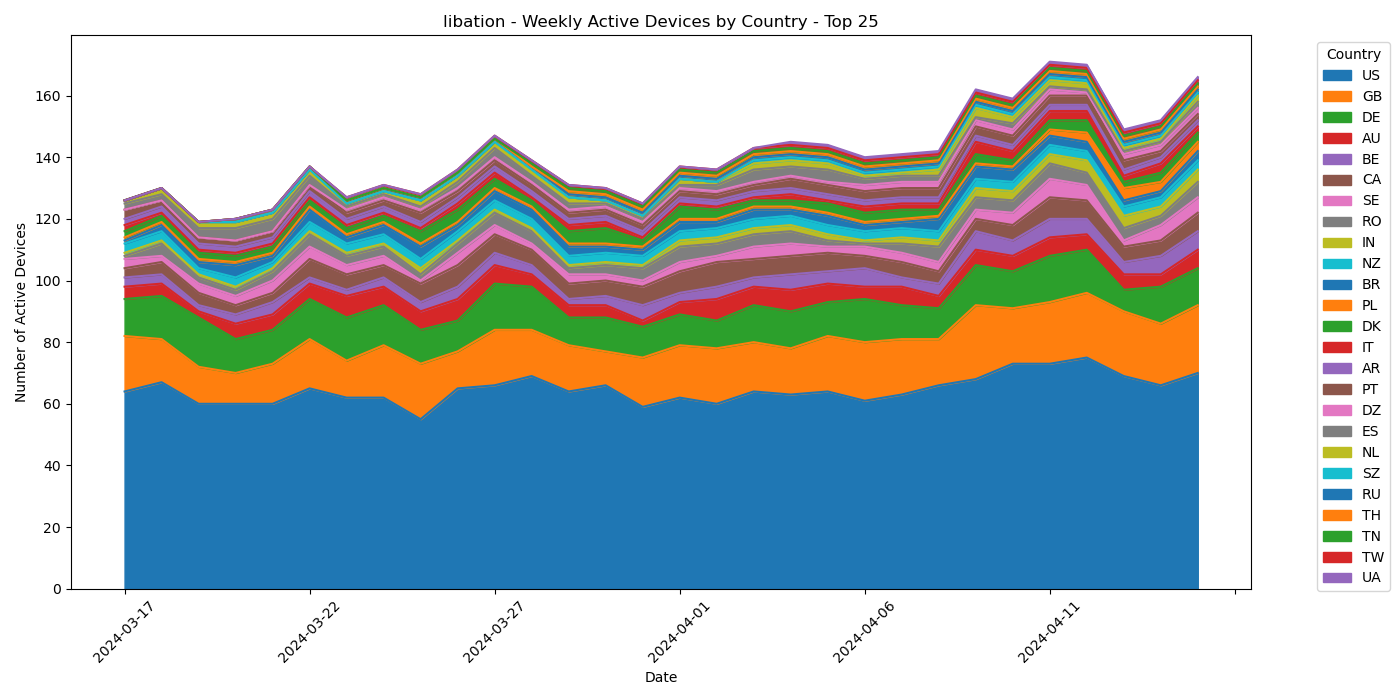 libation - Weekly Active Devices by Country - Top 25
Number of Active Devices
160
140
120
100
80
60
40
20
0
2024-03-17
2024-03-22
2024-03-27
2024-04-01
2024-04-06
2024-04-11
Date
Country
US
GB
DE
AU
BE
CA
SE
RO
IN
NZ
BR
PL
DK
IT
AR
PT
DZ
ES
NL
SZ
RU
TH
TN
TW
UA